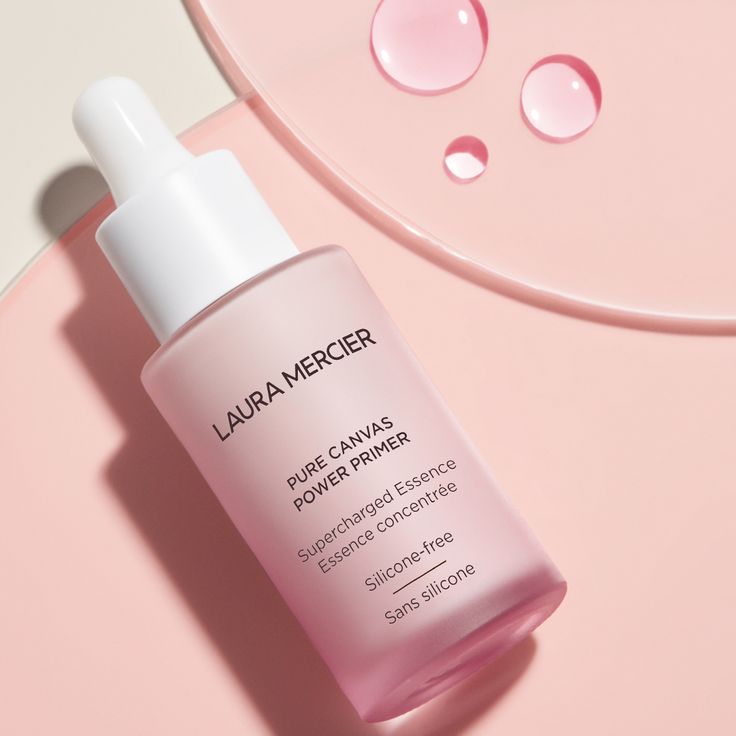 LAURA MERCIER
PURE CANVAS
POWER PRIMER
Supercharged Essence
Essence concentrée
Silicone-free
Sans silicone